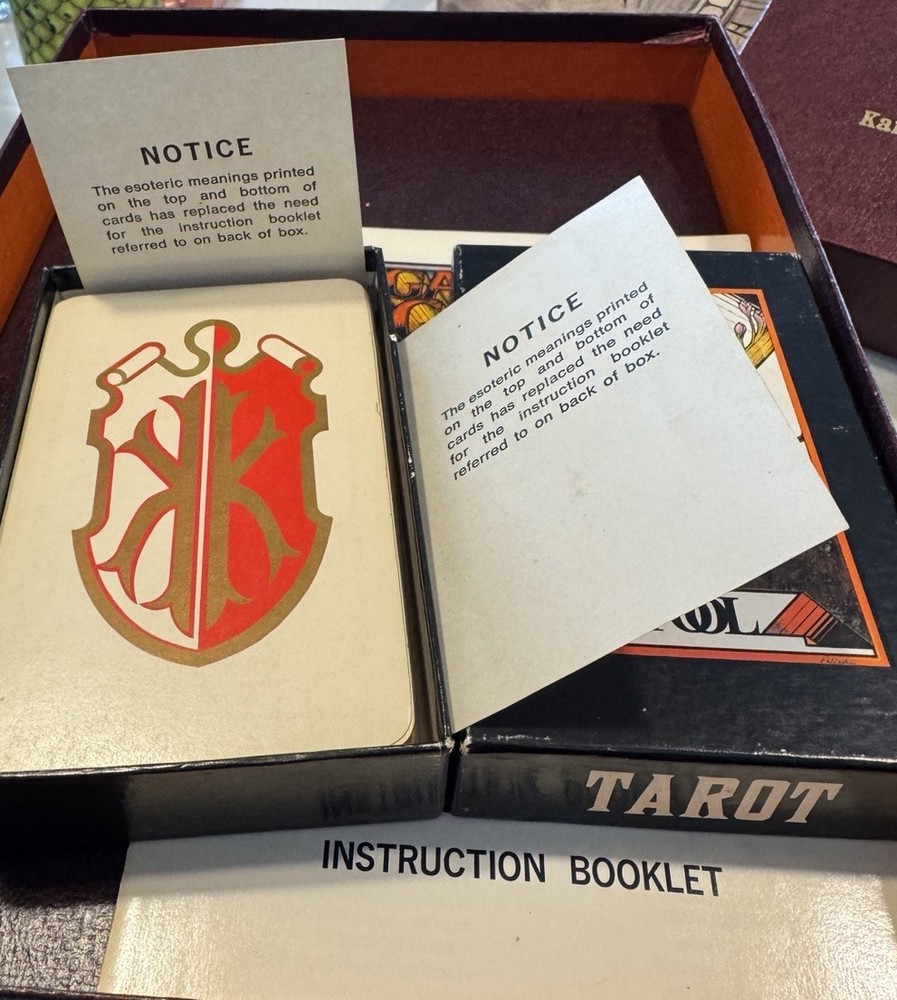 NOTICE
The esoteric meanings printed
on the top and bottom of
cards has replaced the need
for the instruction booklet
referred to on back of box.
NOTICE
The esoteric meanings printed
on the top and bottom of
cards has replaced the need
for the instruction booklet
referred to on back of box.
TAROT
INSTRUCTION BOOKLET